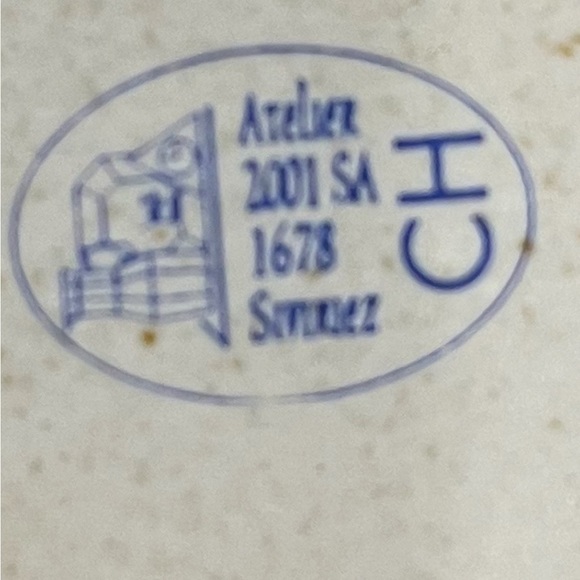 Atelier
2001 SA
1678
Siviriez
CH